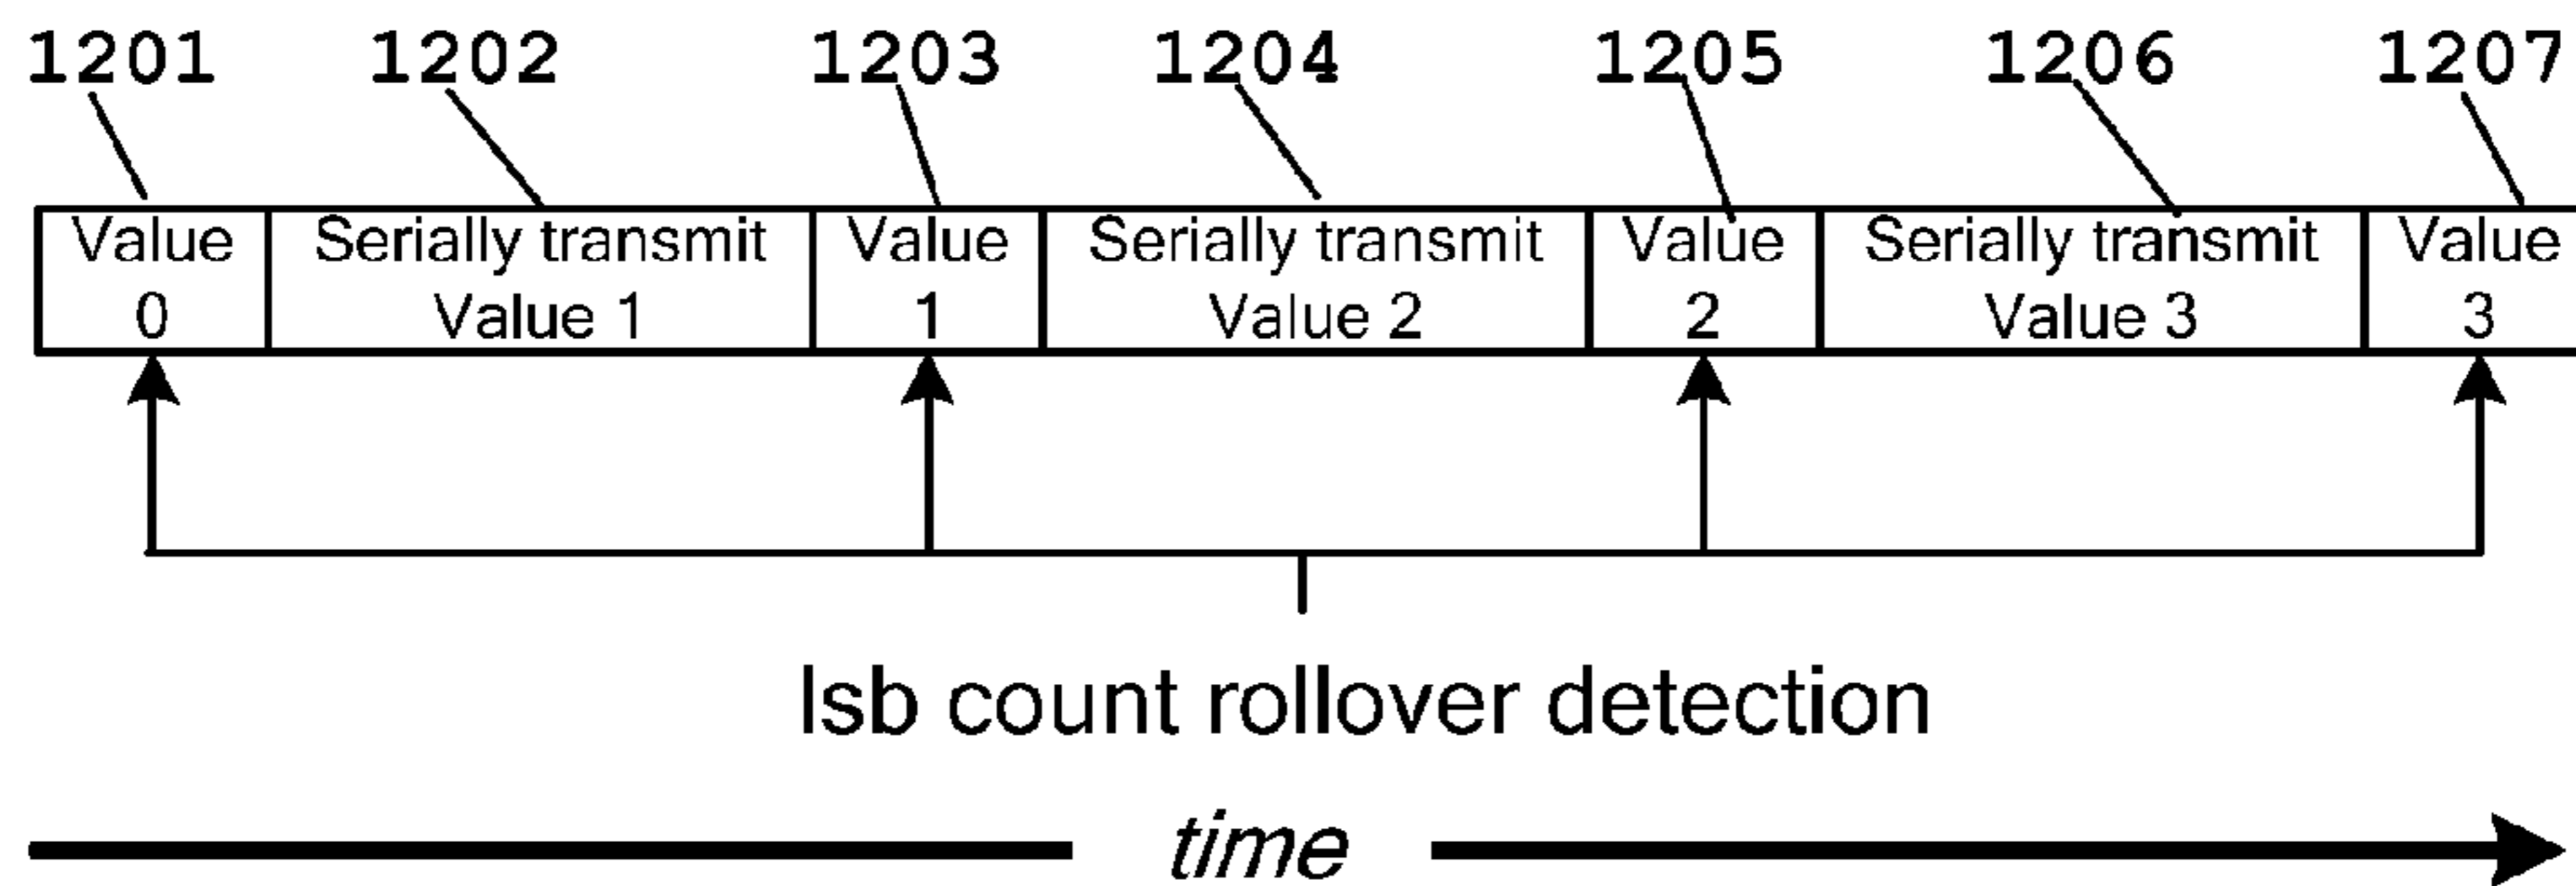 1201 1202 1203 1204 1205 1206 1207
Value Serially transmit Value Serially transmit Value Serially transmit Value
0 Value 1 1 Value 2 2 Value 3 3
lsb count rollover detection
time